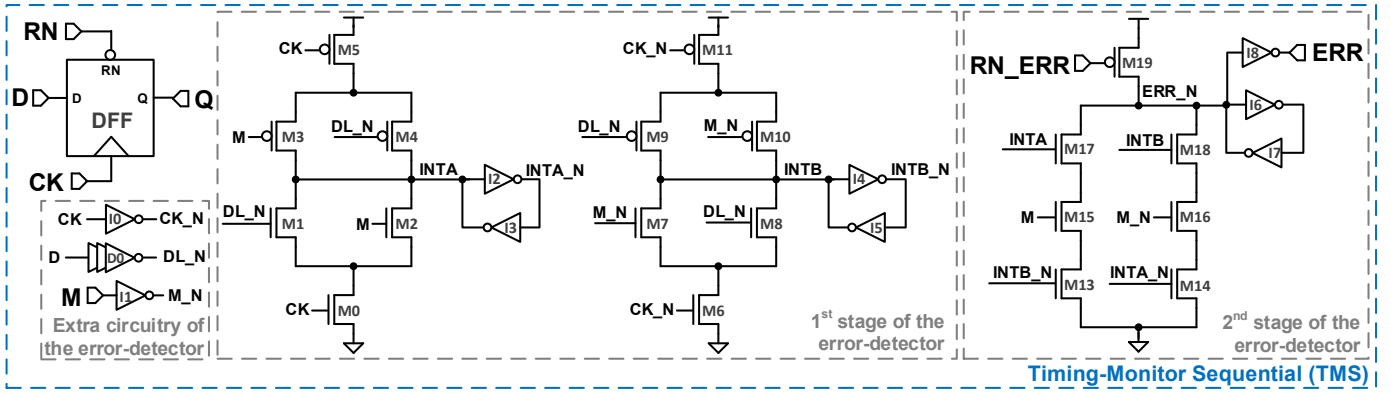 RN
RN
D
D
Q
Q
DFF
CK
CK
I0
CK_N
D
D0
DL_N
M
I1
M_N
Extra circuitry of
the error-detector
CK
M5
M
M3
DL_N
M4
INTA
I2
INTA_N
I3
DL_N
M1
M
M2
CK
M0
CK_N
M11
DL_N
M9
M_N
M10
INTB
I4
INTB_N
I5
M_N
M7
DL_N
M8
CK_N
M6
1st stage of the
error-detector
RN_ERR
M19
I8
ERR
ERR_N
I6
I7
INTA
M17
INTB
M18
M
M15
M_N
M16
INTB_N
M13
INTA_N
M14
2nd stage of the
error-detector
Timing-Monitor Sequential (TMS)